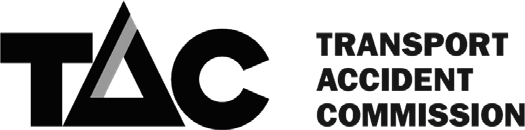 TAC
TRANSPORT
ACCIDENT
COMMISSION